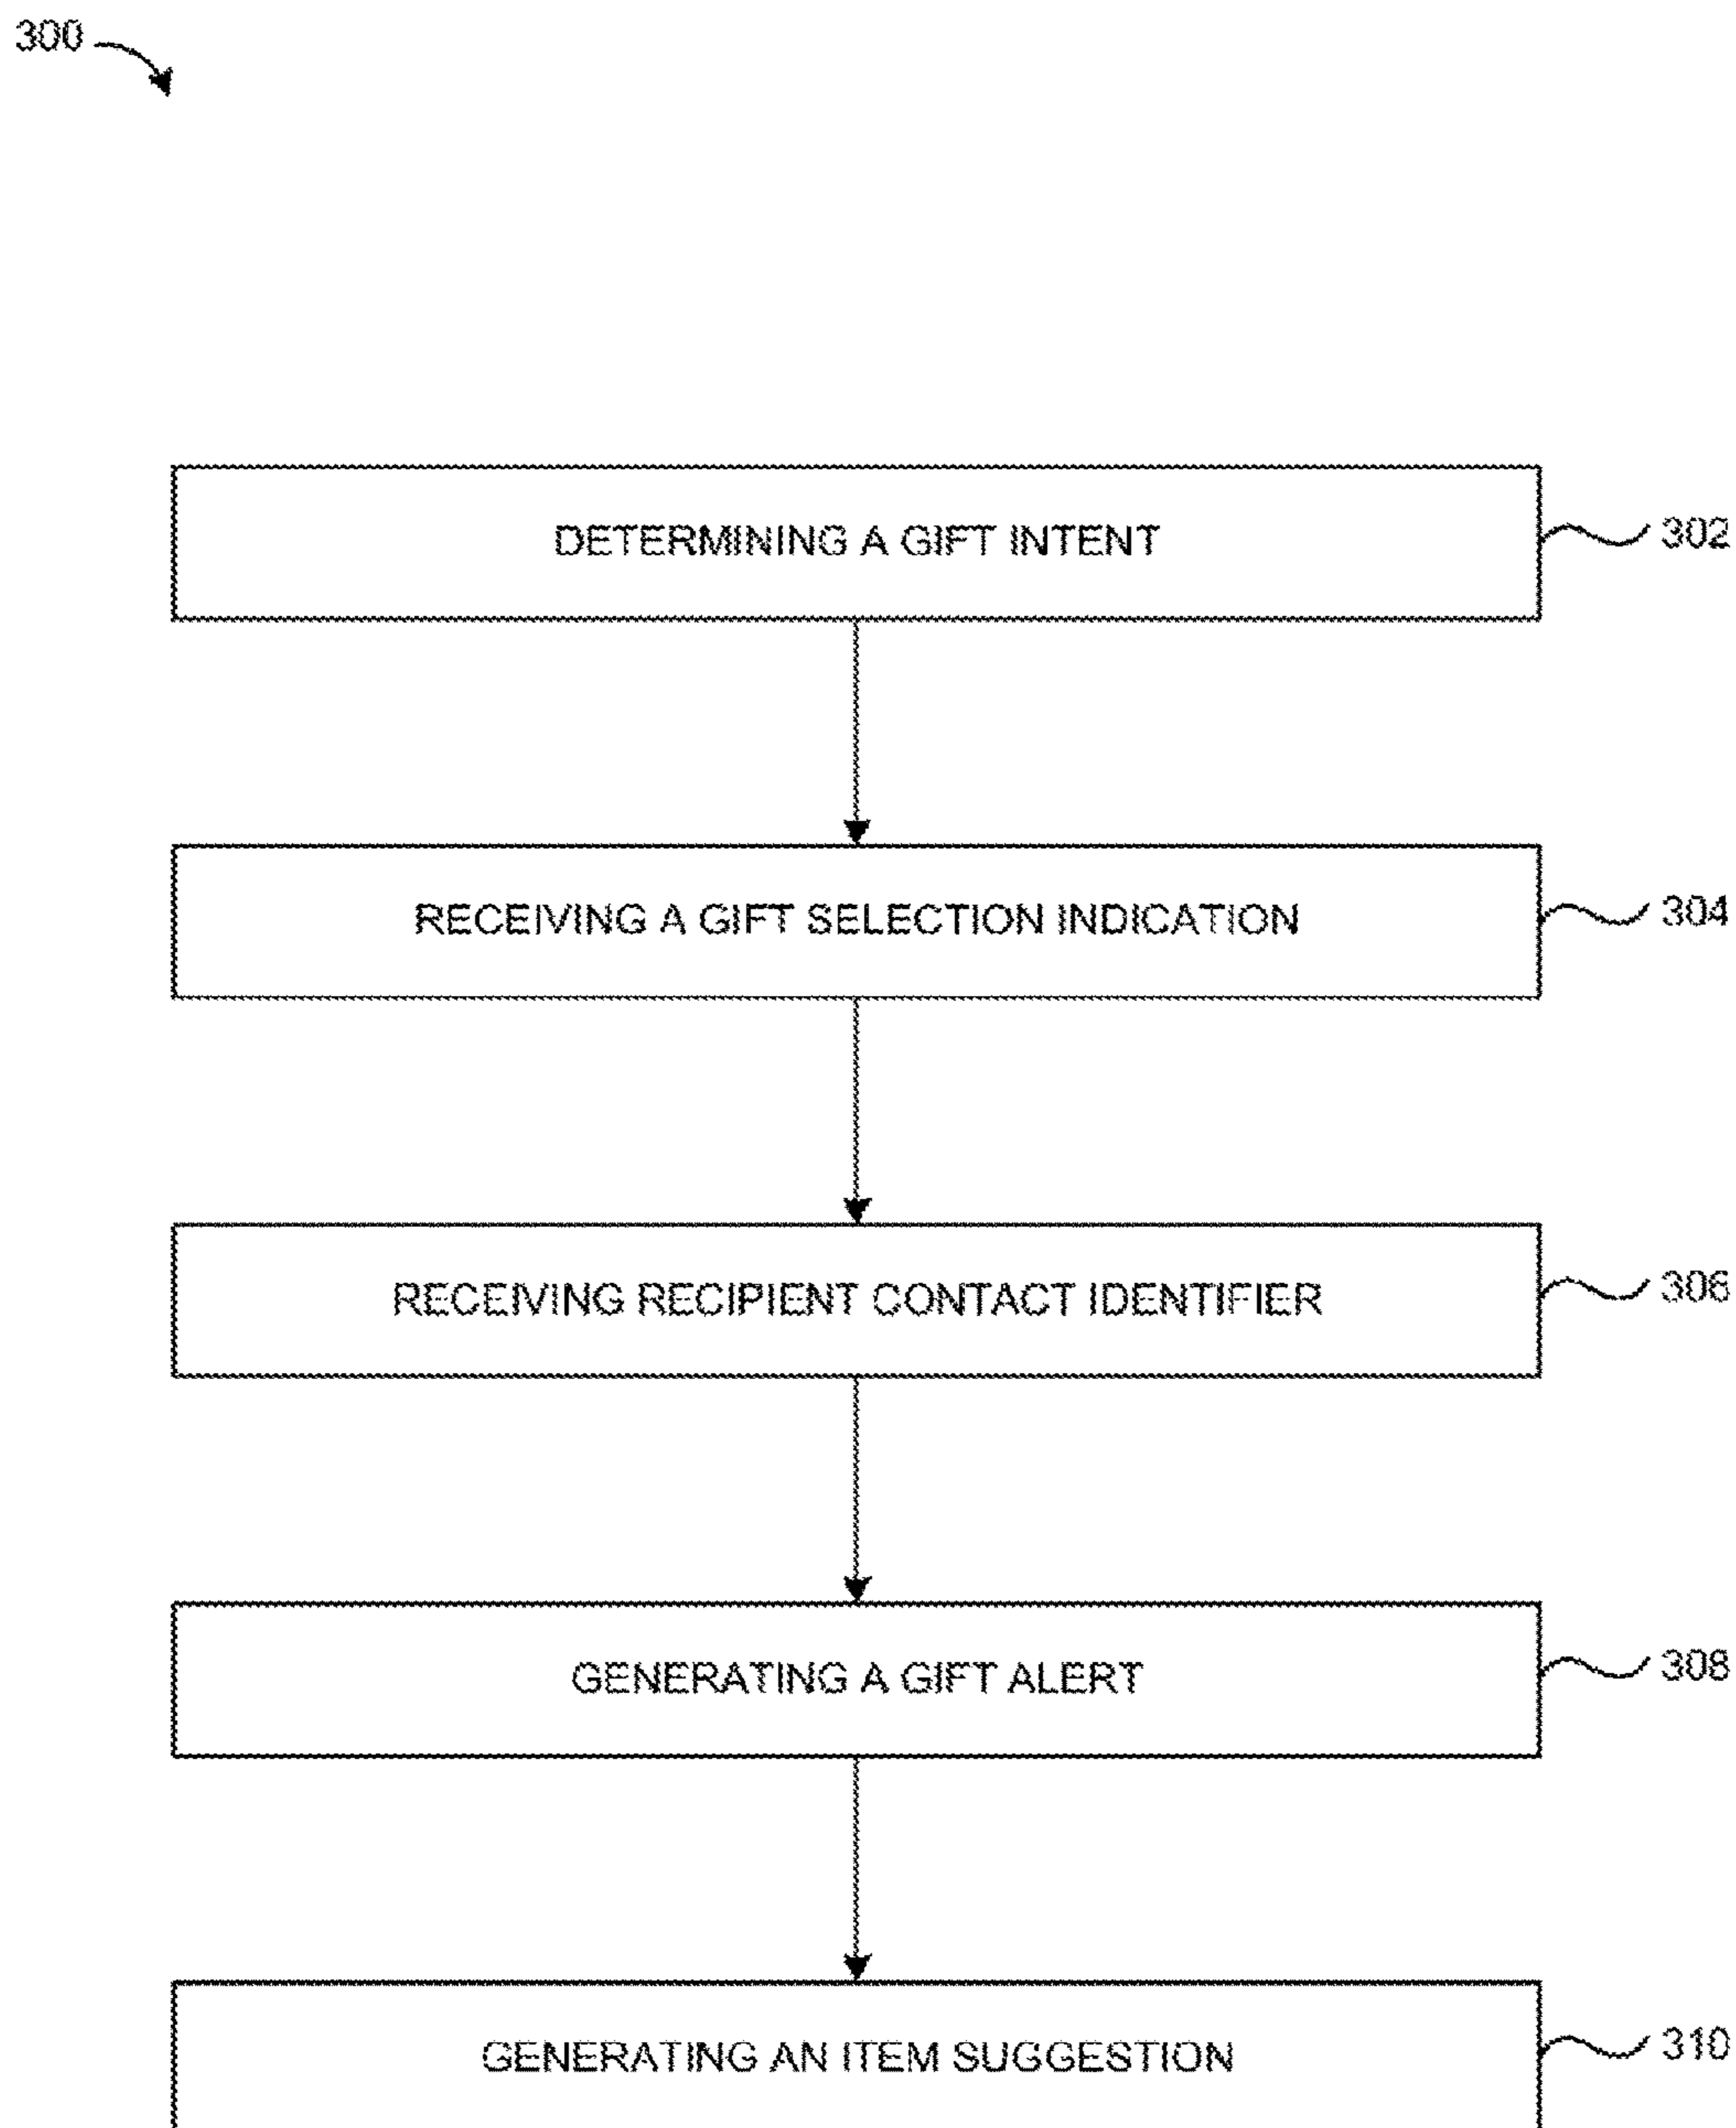 300
DETERMINING A GIFT INTENT
302
RECEIVING A GIFT SELECTION INDICATION
304
RECEIVING RECIPIENT CONTACT IDENTIFIER
306
GENERATING A GIFT ALERT
308
GENERATING AN ITEM SUGGESTION
310